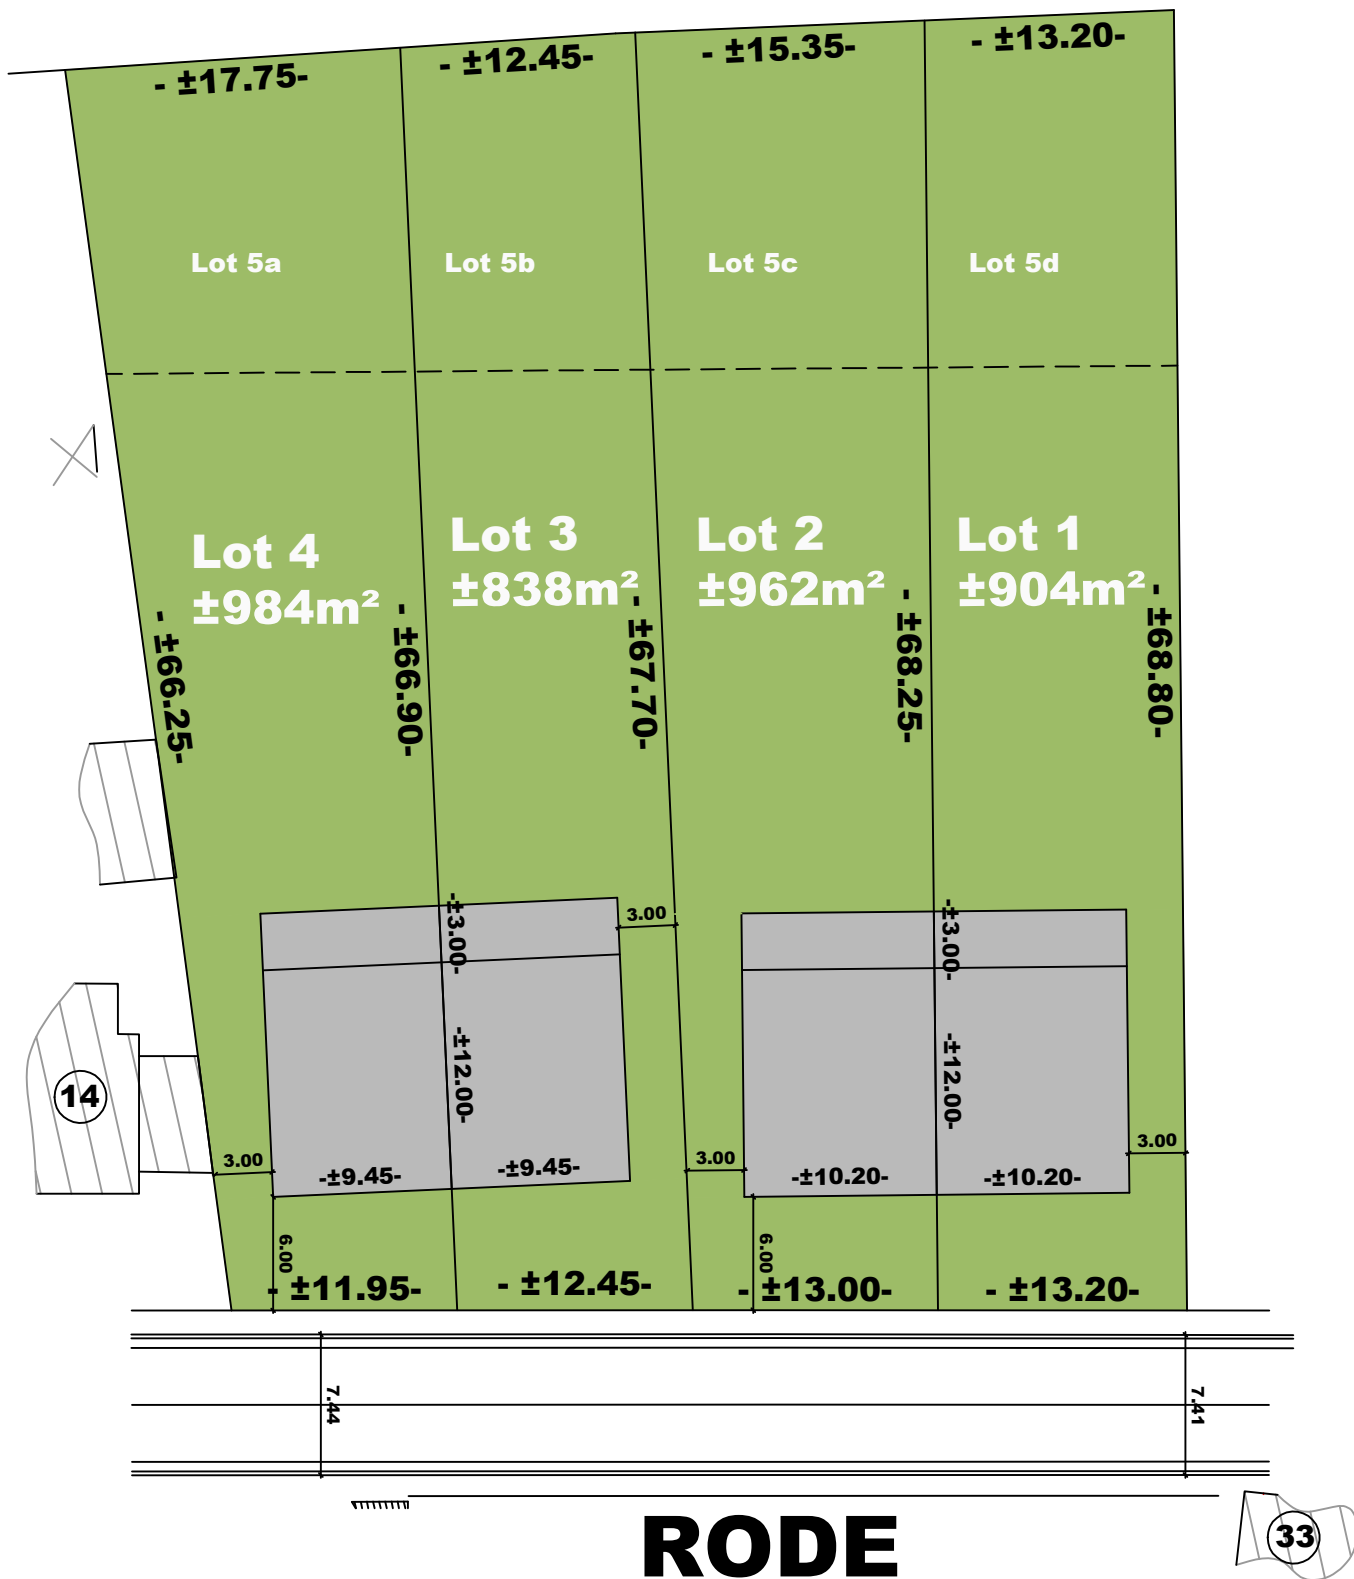 - ±17.75-
- ±12.45-
- ±15.35-
- ±13.20-
Lot 5a
Lot 5b
Lot 5c
Lot 5d
Lot 4
±984m²
Lot 3
±838m²
Lot 2
±962m²
Lot 1
±904m²
- ±66.25-
- ±66.90-
- ±67.70-
- ±68.25-
- ±68.80-
-±3.00-
3.00
-±3.00-
-±12.00-
-±12.00-
14
3.00
-±9.45-
-±9.45-
3.00
-±10.20-
-±10.20-
3.00
6.00
6.00
- ±11.95-
- ±12.45-
- ±13.00-
- ±13.20-
7.44
7.41
RODE
33